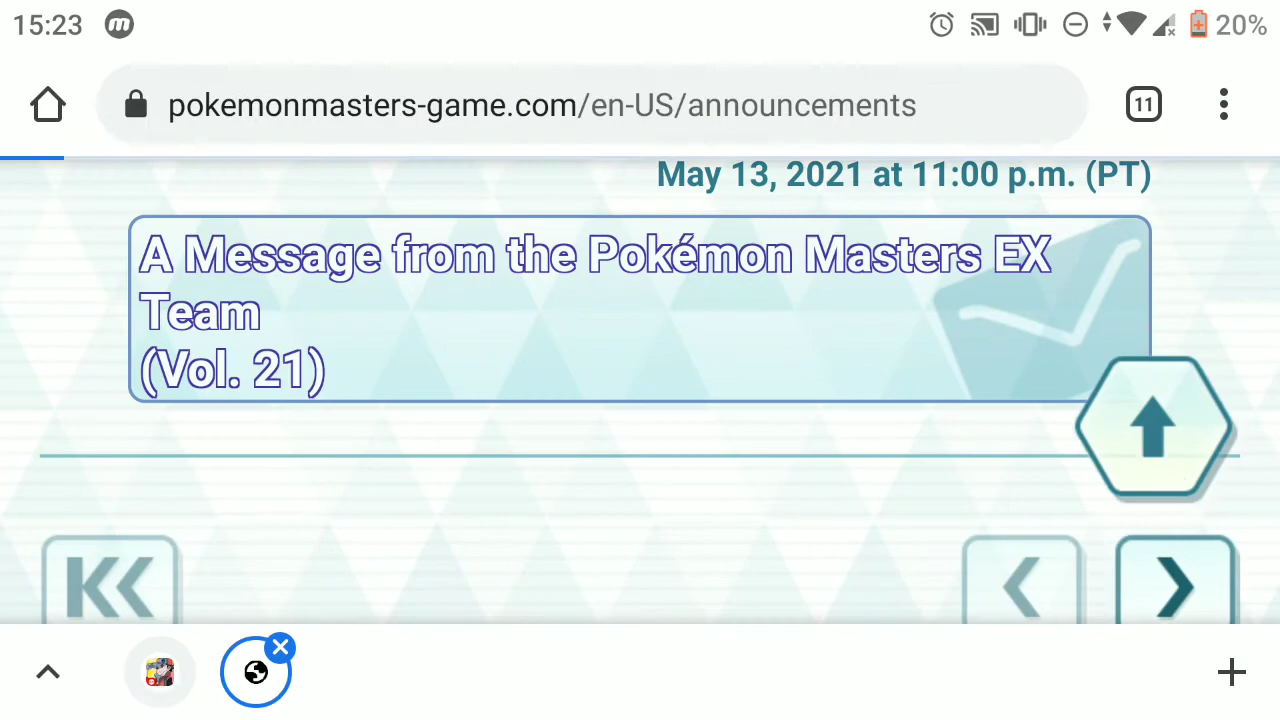 15:23
20%
pokemonmasters-game.com/en-US/announcements
11
May 13, 2021 at 11:00 p.m. (PT)
A Message from the Pokémon Masters EX
Team
(Vol. 21)